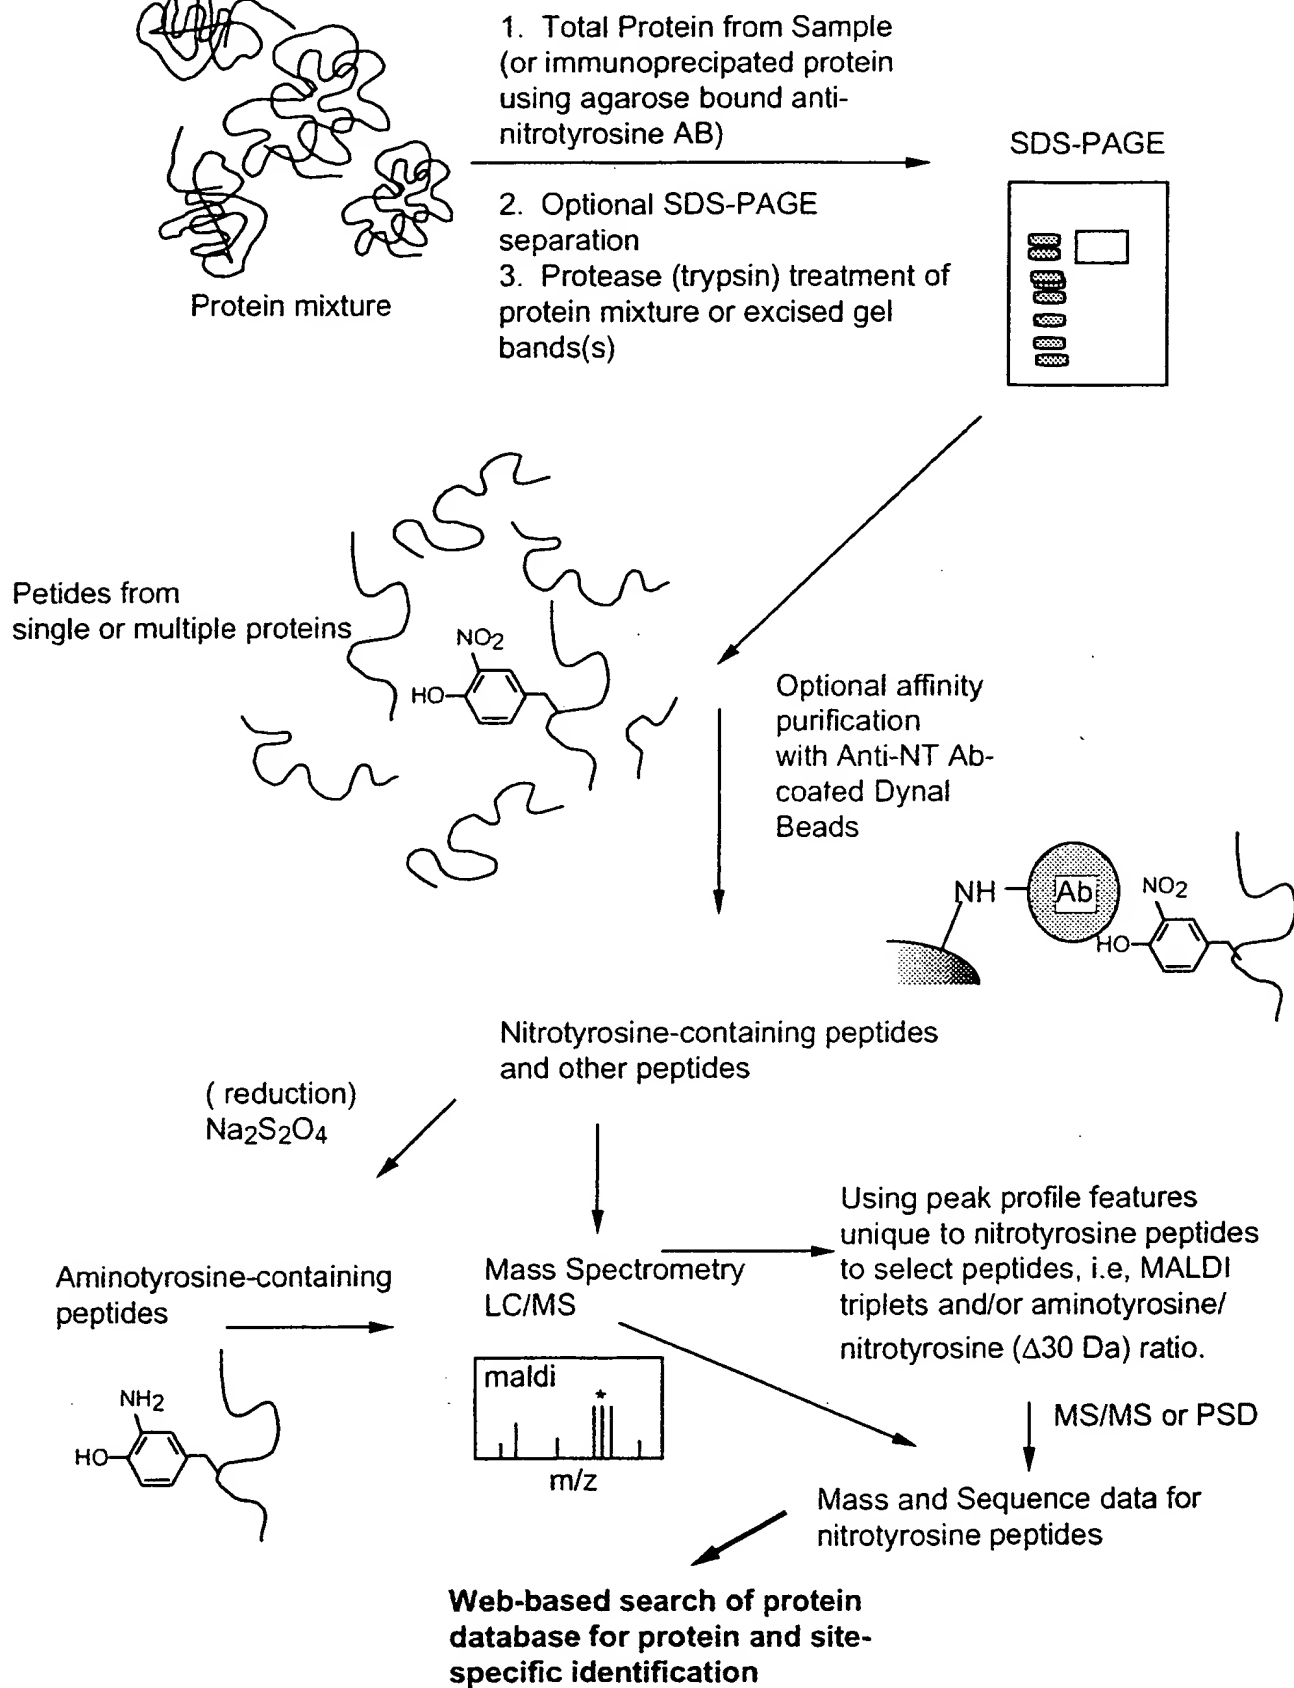 1. Total Protein from Sample
(or immunoprecipated protein
using agarose bound anti-
nitrotyrosine AB)
SDS-PAGE
2. Optional SDS-PAGE
separation
3. Protease (trypsin) treatment of
protein mixture or excised gel
bands(s)
Protein mixture
Petides from
single or multiple proteins
NO2
HO
Optional affinity
purification
with Anti-NT Ab-
coated Dynal
Beads
NH
Ab
NO2
HO
Nitrotyrosine-containing peptides
and other peptides
( reduction)
Na2S2O4
Using peak profile features
unique to nitrotyrosine peptides
to select peptides, i.e, MALDI
triplets and/or aminotyrosine/
nitrotyrosine (Δ30 Da) ratio.
Aminotyrosine-containing
peptides
Mass Spectrometry
LC/MS
maldi
*
m/z
NH2
HO
MS/MS or PSD
Mass and Sequence data for
nitrotyrosine peptides
Web-based search of protein
database for protein and site-
specific identification